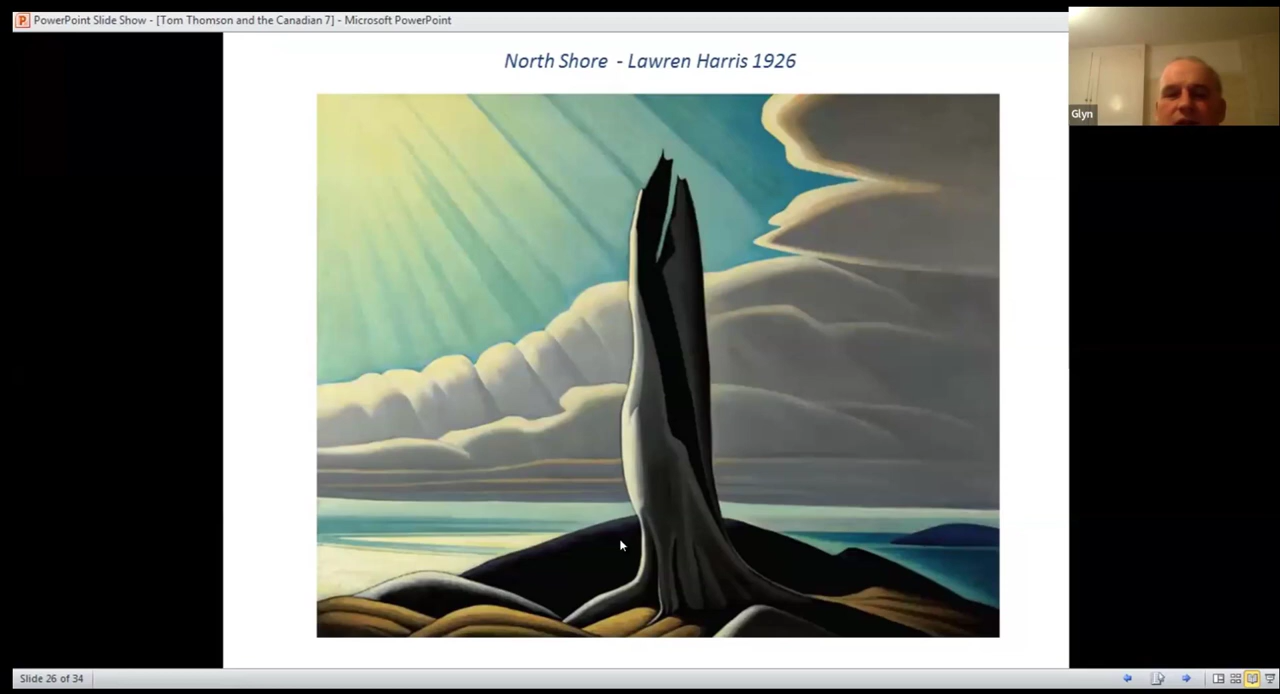 PowerPoint Slide Show - [Tom Thomson and the Canadian 7] - Microsoft PowerPoint
North Shore - Lawren Harris 1926
Glyn
Slide 26 of 34